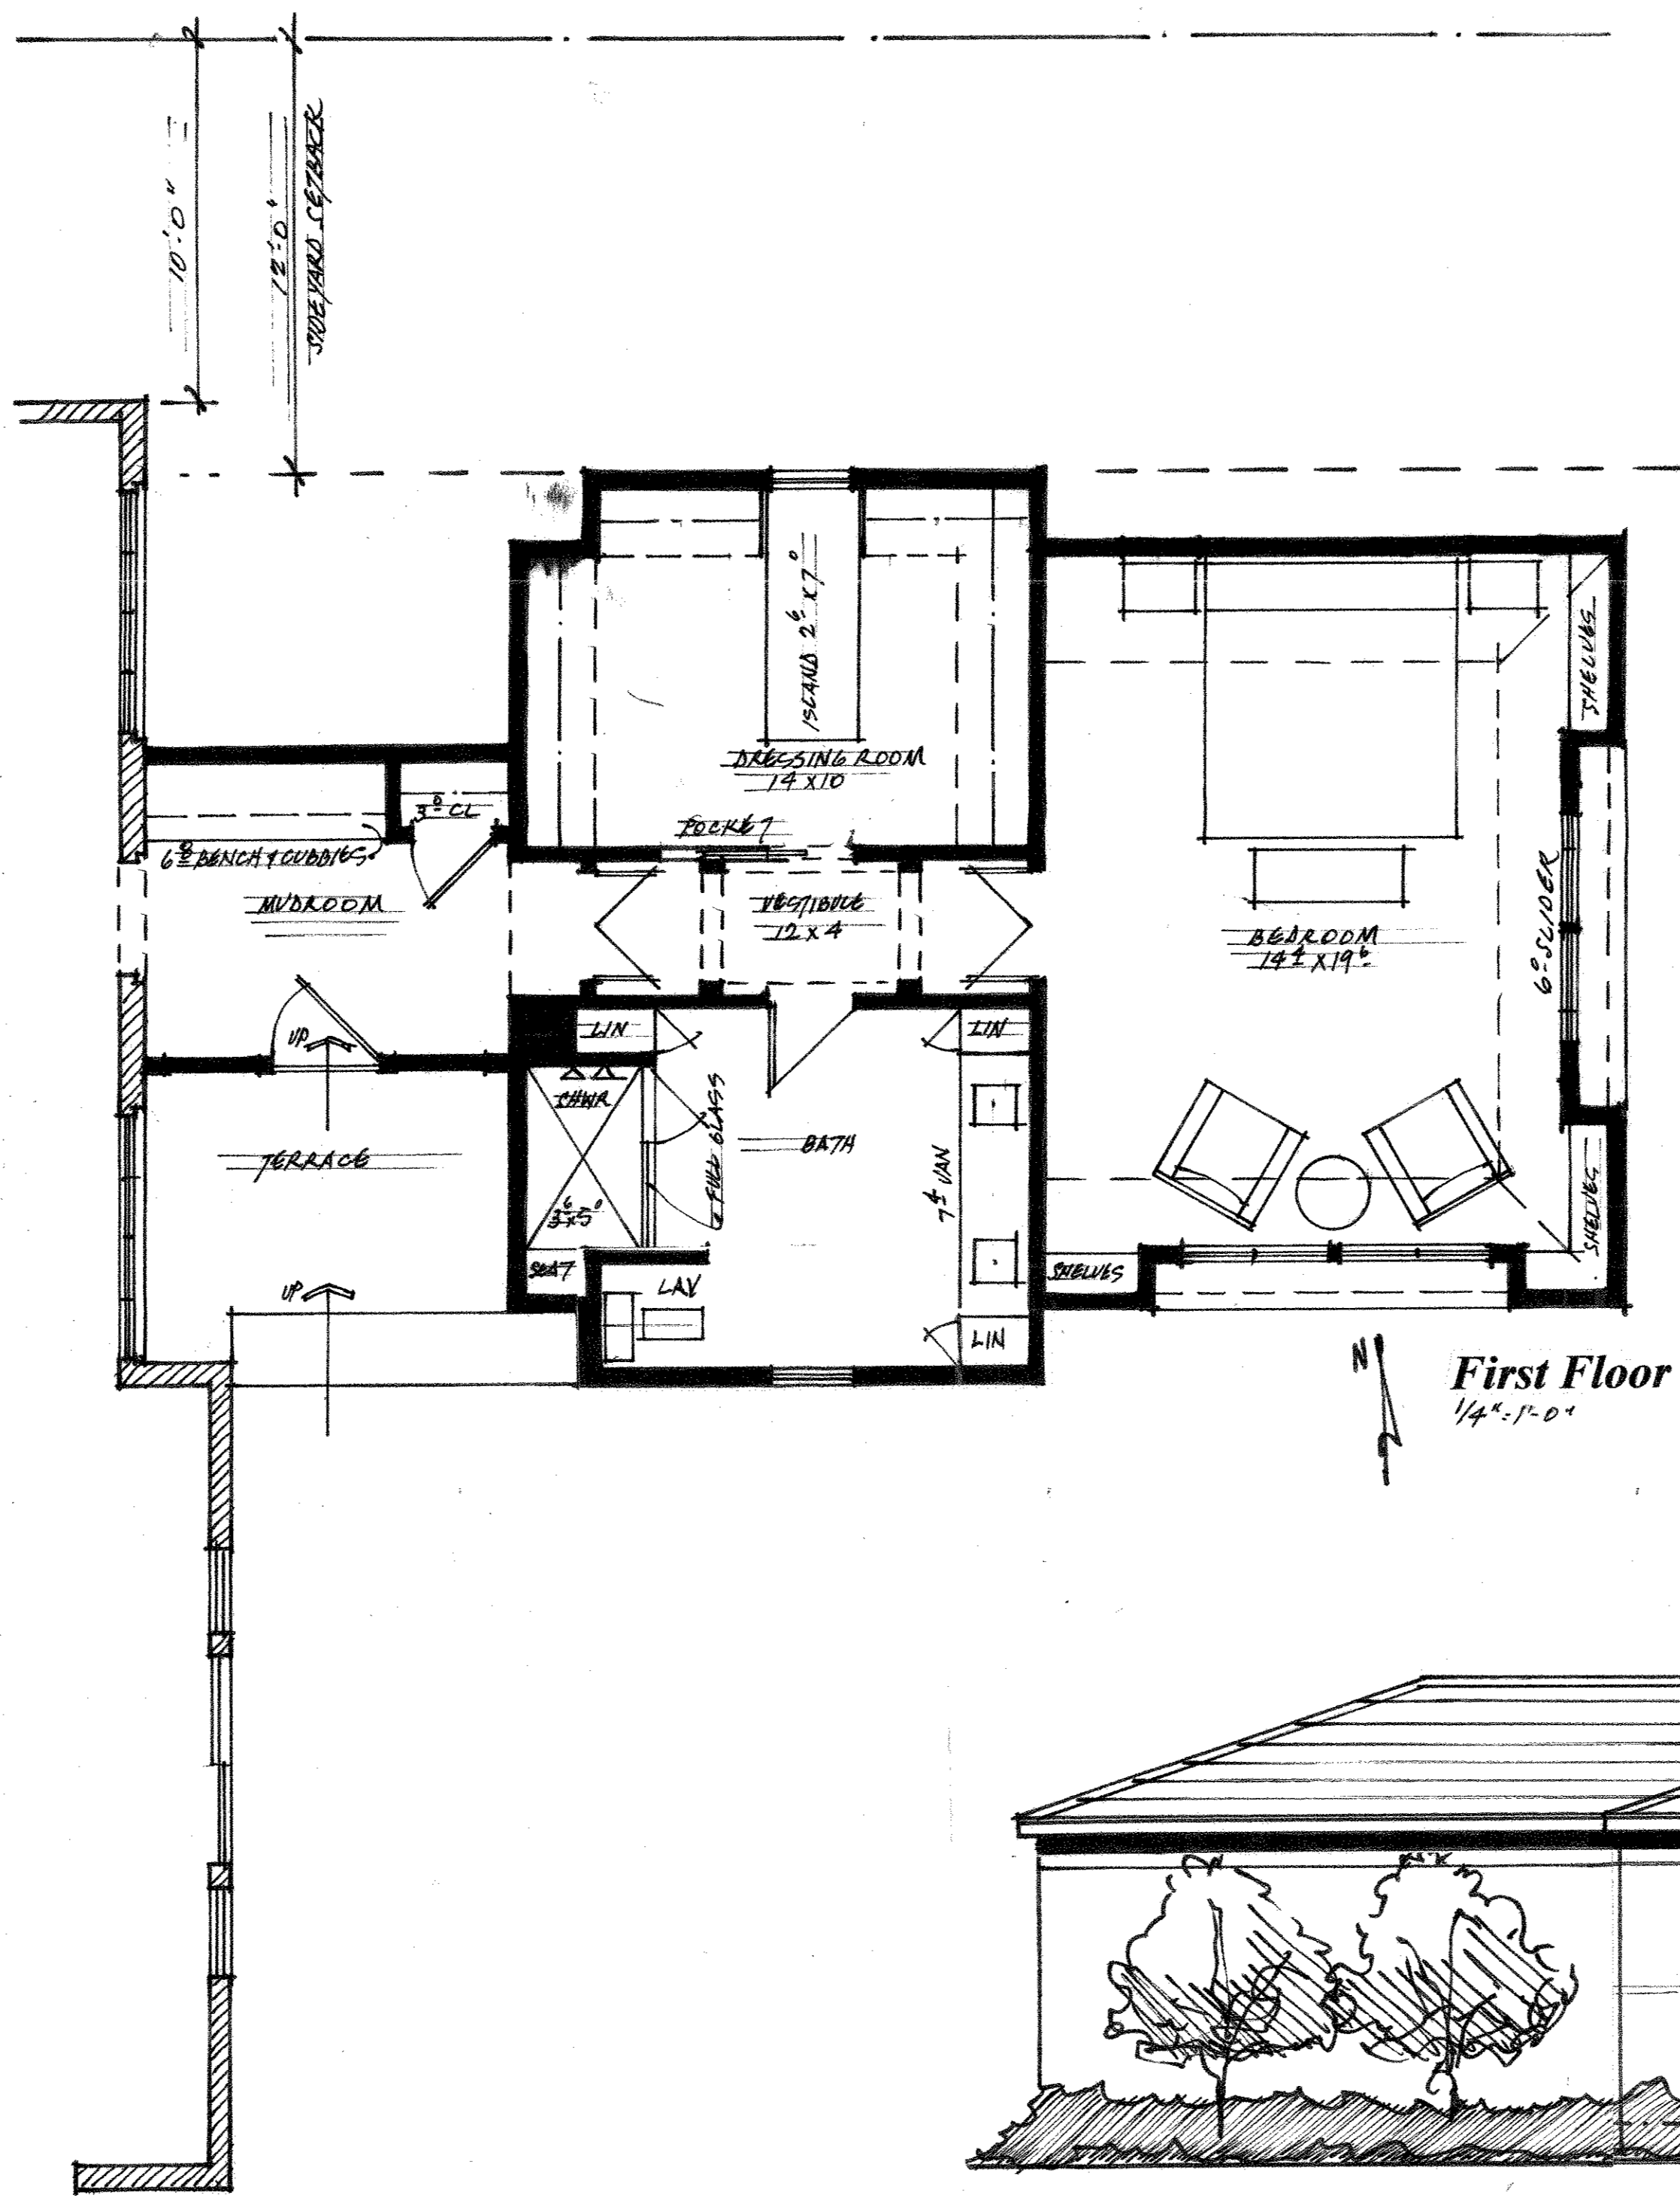 10'-0"
12'-0"
SIDEYARD SETBACK
ISLAND 2⁶ x 7⁰
SHELVES
DRESSING ROOM
14 x 10
3⁰ CL
POCKET
6⁸ BENCH & CUBBIES
MUDROOM
VESTIBULE
12 x 4
BEDROOM
14⁴ x 19⁶
6⁰ SLIDER
UP
LIN
LIN
SHWR
FULL GLASS
BATH
TERRACE
7⁴ VAN
3⁶ x 5⁰
SHELVES
UP
SEAT
LAV
SHELVES
LIN
N
First Floor
1/4" = 1'-0"